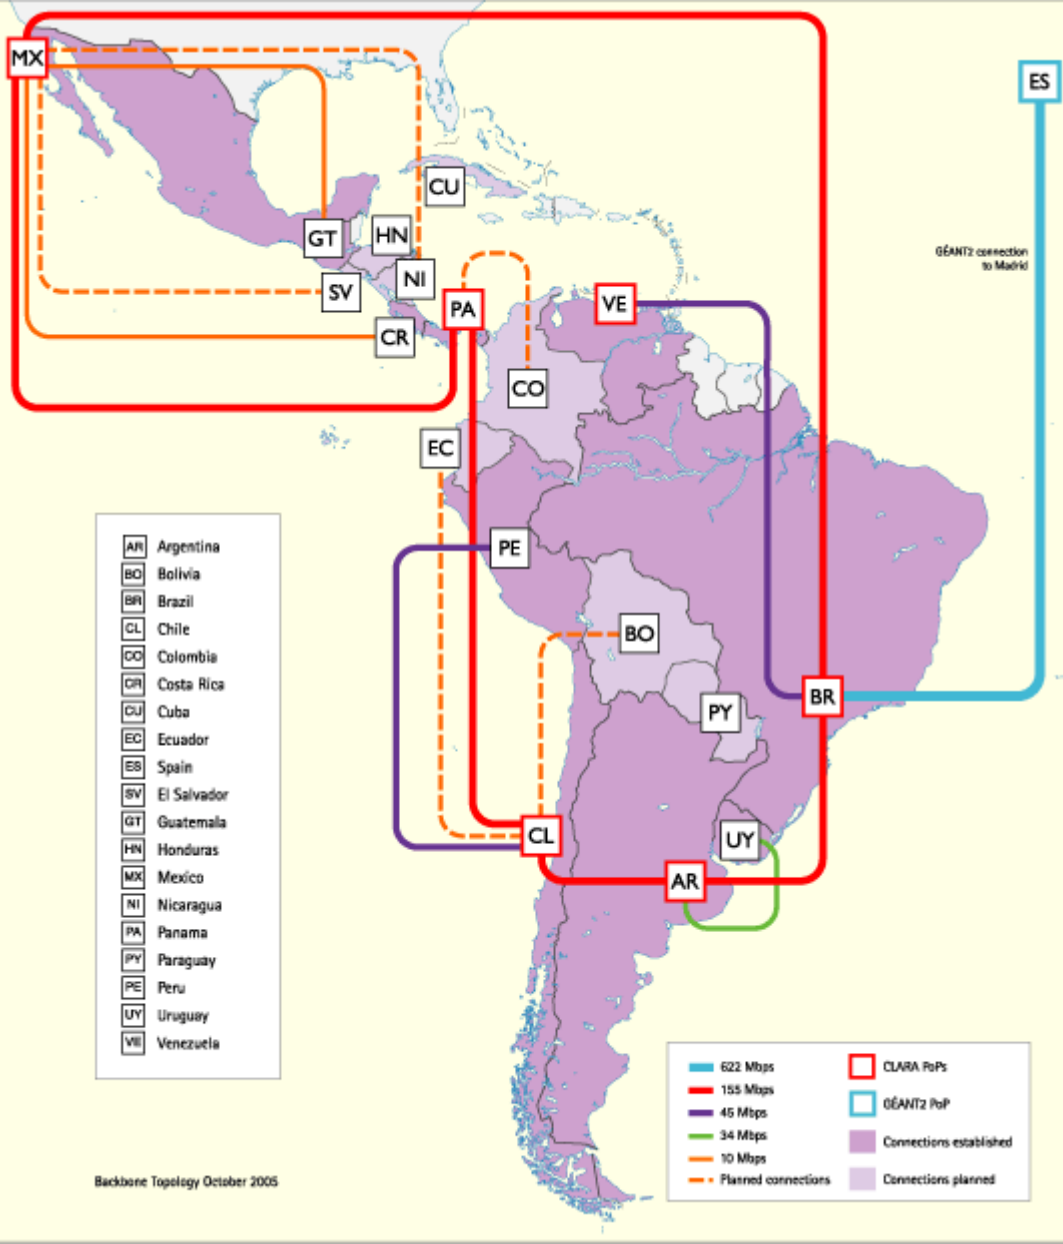 MX
ES
CU
GT
HN
GÉANT2 connection
to Madrid
NI
SV
PA
VE
CR
CO
EC
PE
AR Argentina
BO Bolivia
BR Brazil
CL Chile
CO Colombia
CR Costa Rica
CU Cuba
EC Ecuador
ES Spain
SV El Salvador
GT Guatemala
HN Honduras
MX Mexico
NI Nicaragua
PA Panama
PY Paraguay
PE Peru
UY Uruguay
VE Venezuela
BO
BR
PY
CL
UY
AR
622 Mbps
155 Mbps
45 Mbps
34 Mbps
10 Mbps
Planned connections
CLARA PoPs
GÉANT2 PoP
Connections established
Connections planned
Backbone Topology October 2005